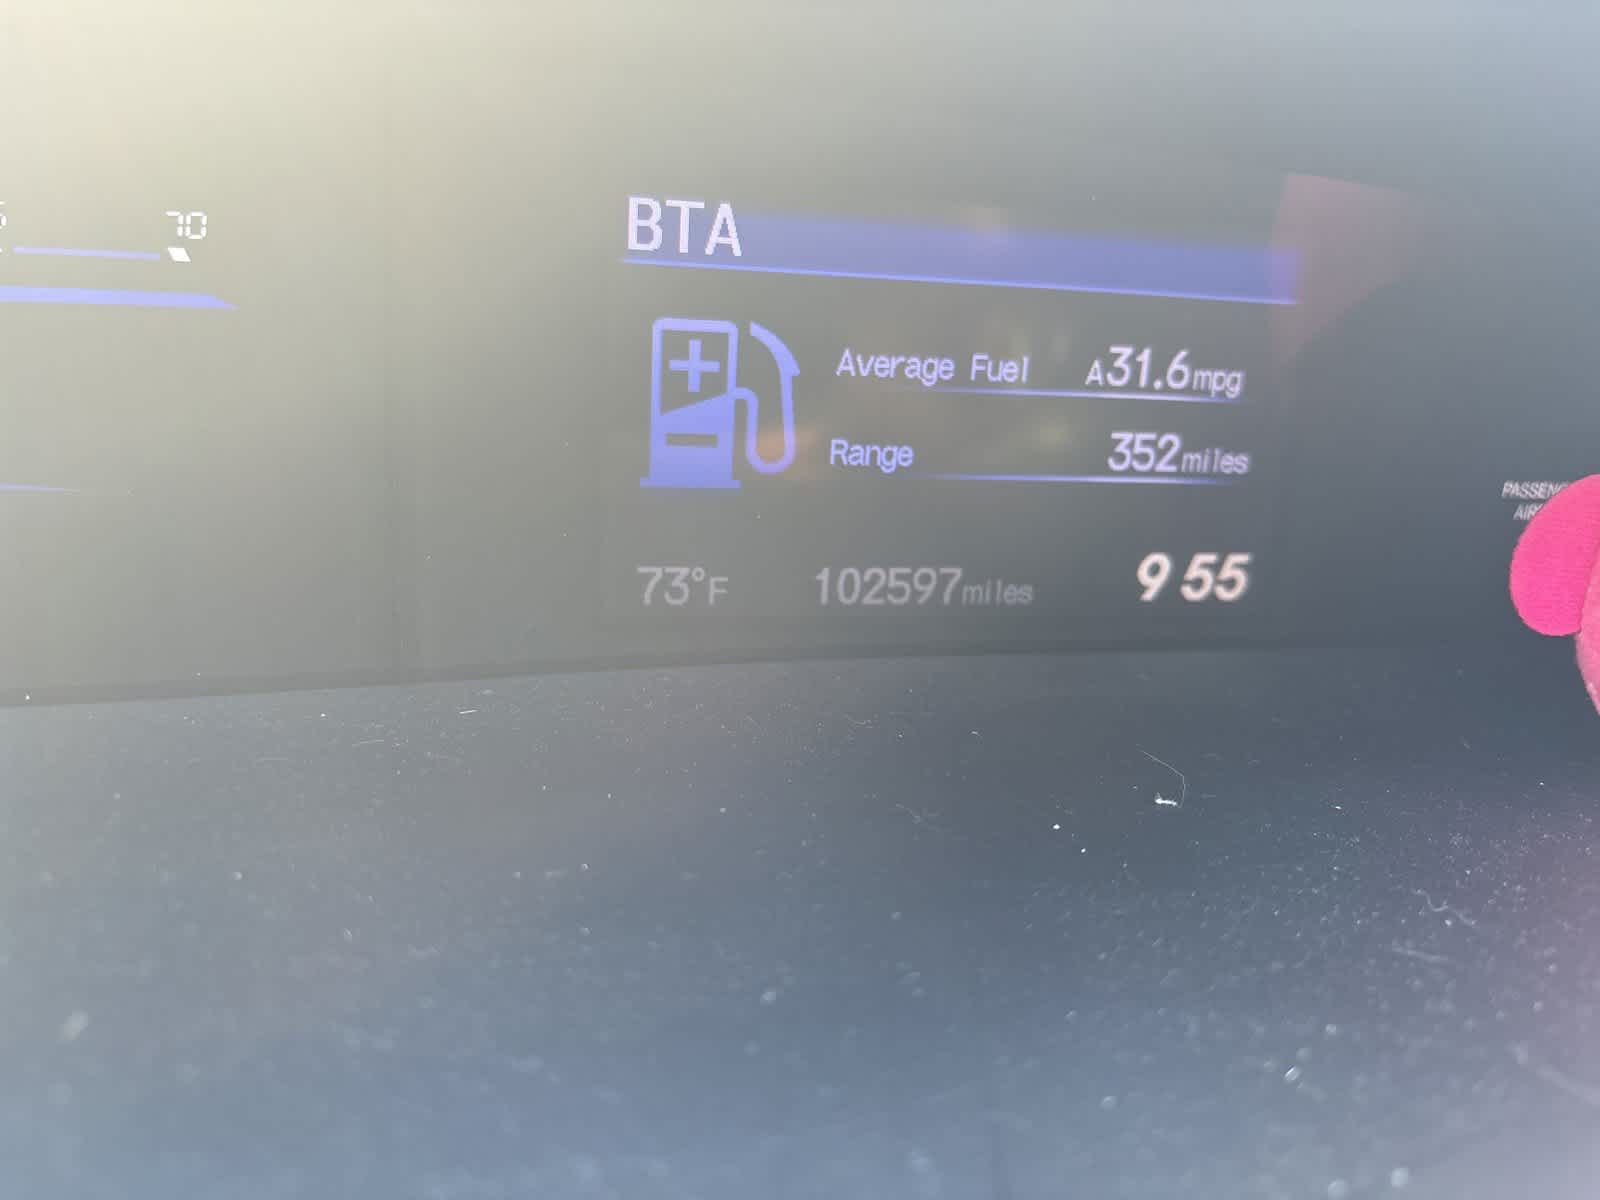 70
BTA
Average Fuel A31.6mpg
Range 352miles
73°F 102597miles 9 55